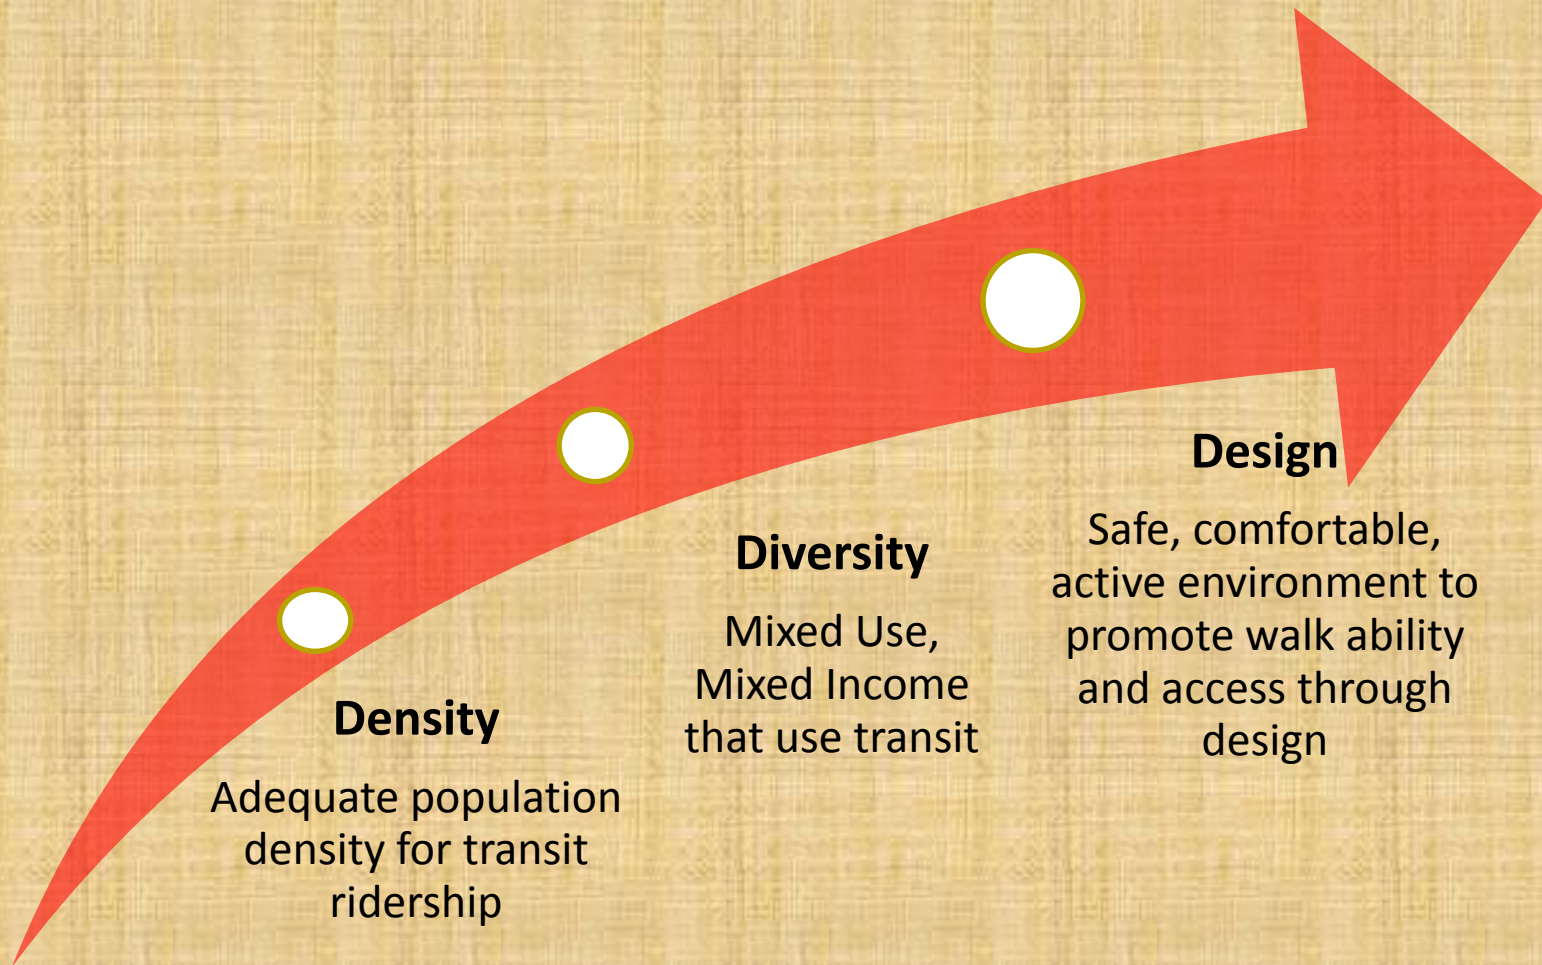 Density
Adequate population
density for transit
ridership
Diversity
Mixed Use,
Mixed Income
that use transit
Design
Safe, comfortable,
active environment to
promote walk ability
and access through
design